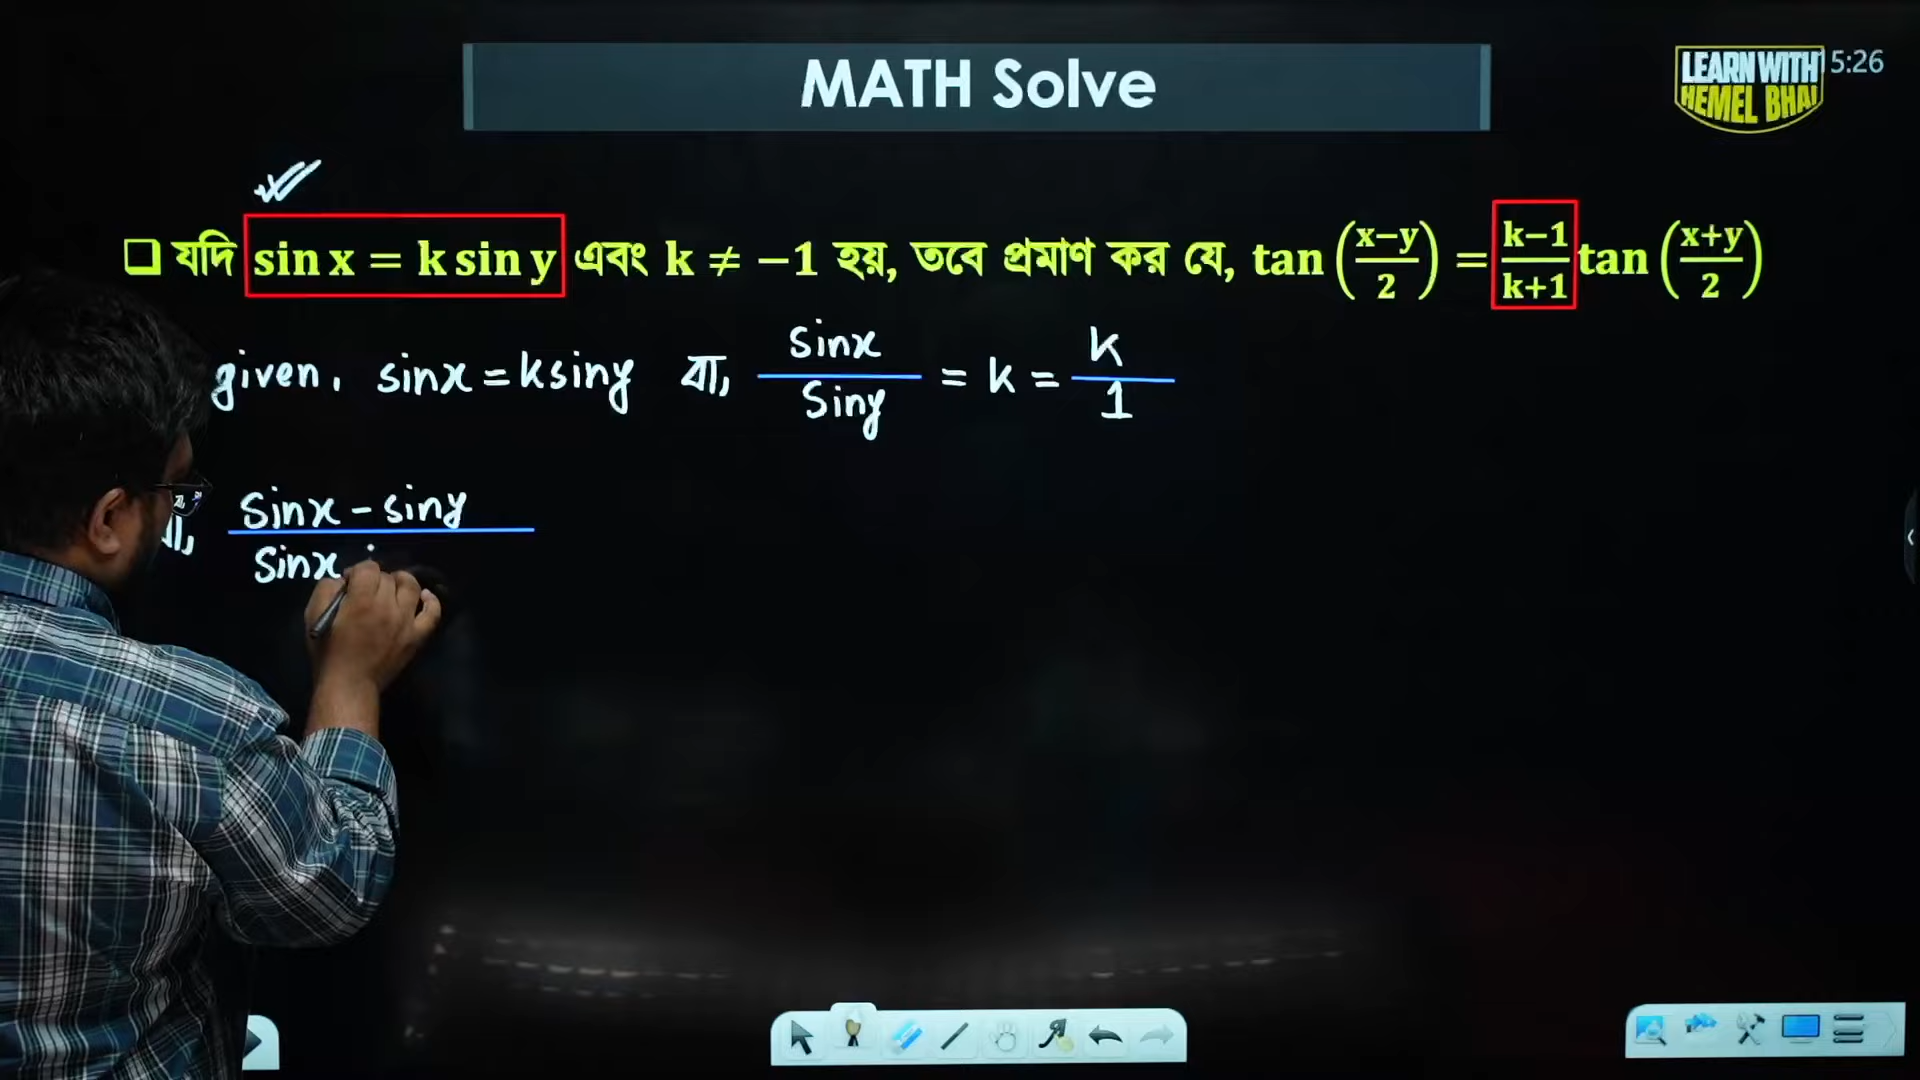 MATH Solve
LEARN WITH
HEMEL BHAI
5:26
❑ যদি sin x = k sin y এবং k ≠ −1 হয়, তবে প্রমাণ কর যে, tan (x−y/2) = k−1/k+1 tan (x+y/2)
given, sinx = ksiny বা, sinx/siny = k = k/1
বা, sinx - siny/sinx